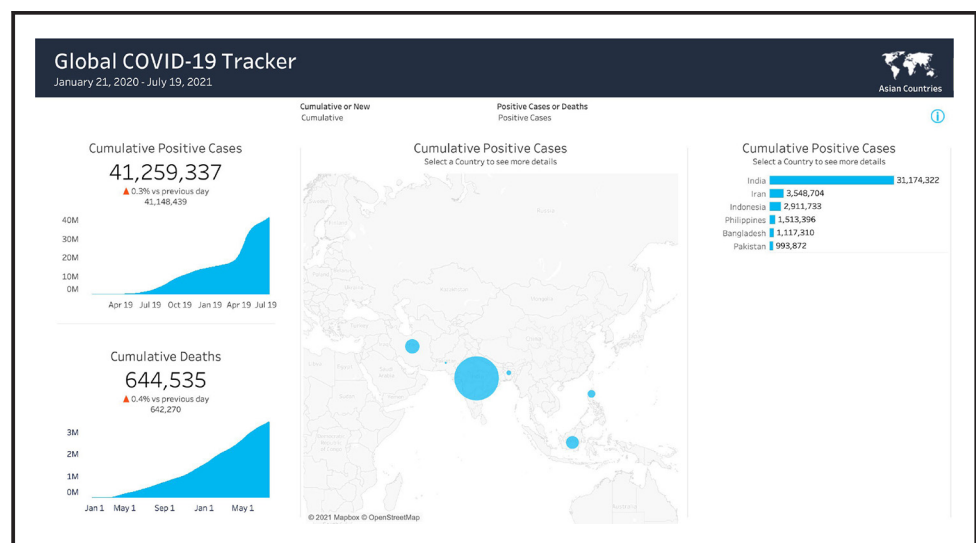 Global COVID-19 Tracker
January 21, 2020 - July 19, 2021
Asian Countries
Cumulative or New
Cumulative
Positive Cases or Deaths
Positive Cases
Cumulative Positive Cases
41,259,337
▲ 0.3% vs previous day
41,148,439
40M
30M
20M
10M
0M
Apr 19 Jul 19 Oct 19 Jan 19 Apr 19 Jul 19
Cumulative Deaths
644,535
▲ 0.4% vs previous day
642,270
3M
2M
1M
0M
Jan 1 May 1 Sep 1 Jan 1 May 1
Cumulative Positive Cases
Select a Country to see more details
Russia
Kazakhstan
Mongolia
China
© 2021 Mapbox © OpenStreetMap
Cumulative Positive Cases
Select a Country to see more details
India 31,174,322
Iran 3,548,704
Indonesia 2,911,733
Philippines 1,513,396
Bangladesh 1,117,310
Pakistan 993,872